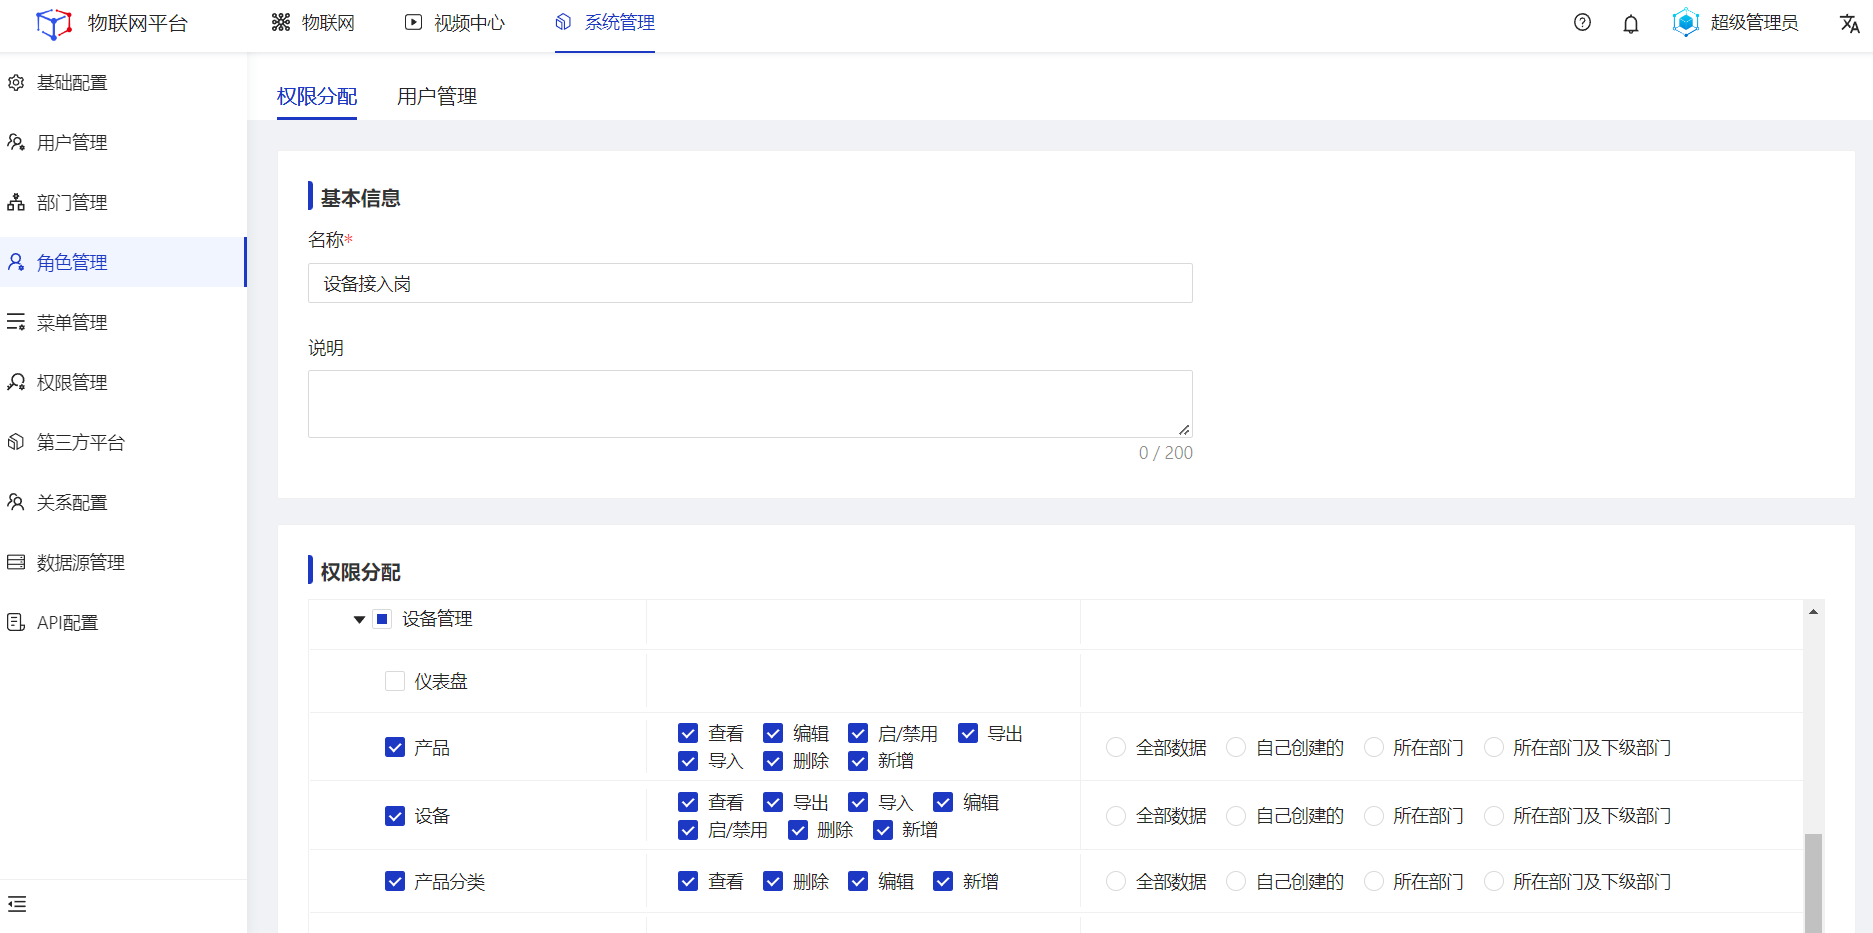 物联网平台 物联网 视频中心 系统管理 超级管理员
基础配置
用户管理
部门管理
角色管理
菜单管理
权限管理
第三方平台
关系配置
数据源管理
API配置
权限分配 用户管理
基本信息
名称*
设备接入岗
说明
0 / 200
权限分配
设备管理
仪表盘
产品 查看 编辑 启/禁用 导出 全部数据 自己创建的 所在部门 所在部门及下级部门
导入 删除 新增
设备 查看 导出 导入 编辑 全部数据 自己创建的 所在部门 所在部门及下级部门
启/禁用 删除 新增
产品分类 查看 删除 编辑 新增 全部数据 自己创建的 所在部门 所在部门及下级部门